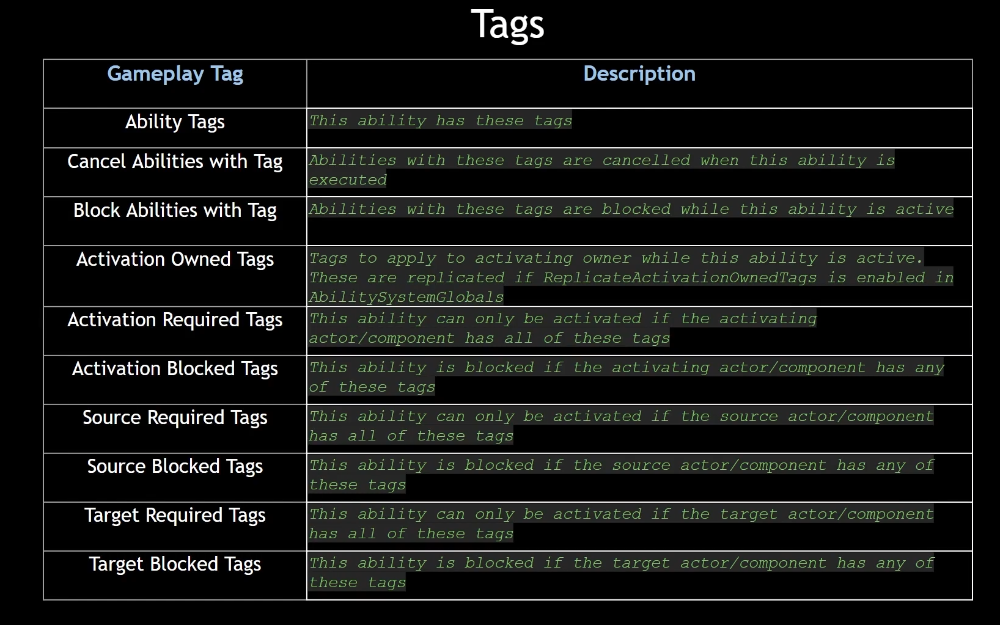 Tags
Gameplay Tag
Description
Ability Tags
This ability has these tags
Cancel Abilities with Tag
Abilities with these tags are cancelled when this ability is
executed
Block Abilities with Tag
Abilities with these tags are blocked while this ability is active
Activation Owned Tags
Tags to apply to activating owner while this ability is active.
These are replicated if ReplicateActivationOwnedTags is enabled in
AbilitySystemGlobals
Activation Required Tags
This ability can only be activated if the activating
actor/component has all of these tags
Activation Blocked Tags
This ability is blocked if the activating actor/component has any
of these tags
Source Required Tags
This ability can only be activated if the source actor/component
has all of these tags
Source Blocked Tags
This ability is blocked if the source actor/component has any of
these tags
Target Required Tags
This ability can only be activated if the target actor/component
has all of these tags
Target Blocked Tags
This ability is blocked if the target actor/component has any of
these tags